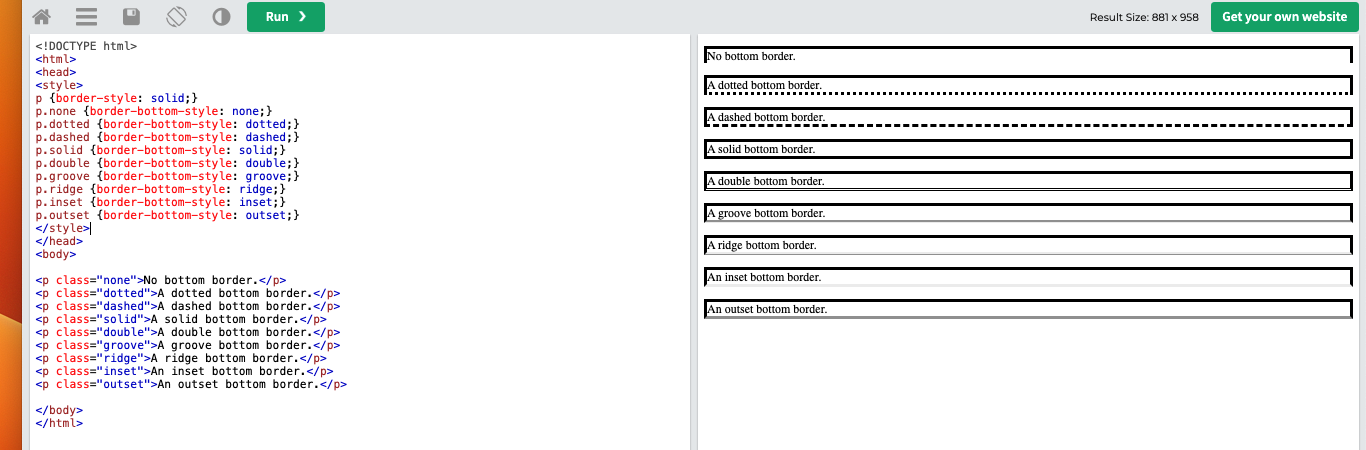 Run ❯
Result Size: 881 x 958
Get your own website
<!DOCTYPE html>
<html>
<head>
<style>
p {border-style: solid;}
p.none {border-bottom-style: none;}
p.dotted {border-bottom-style: dotted;}
p.dashed {border-bottom-style: dashed;}
p.solid {border-bottom-style: solid;}
p.double {border-bottom-style: double;}
p.groove {border-bottom-style: groove;}
p.ridge {border-bottom-style: ridge;}
p.inset {border-bottom-style: inset;}
p.outset {border-bottom-style: outset;}
</style>
</head>
<body>

<p class="none">No bottom border.</p>
<p class="dotted">A dotted bottom border.</p>
<p class="dashed">A dashed bottom border.</p>
<p class="solid">A solid bottom border.</p>
<p class="double">A double bottom border.</p>
<p class="groove">A groove bottom border.</p>
<p class="ridge">A ridge bottom border.</p>
<p class="inset">An inset bottom border.</p>
<p class="outset">An outset bottom border.</p>

</body>
</html>
No bottom border.
A dotted bottom border.
A dashed bottom border.
A solid bottom border.
A double bottom border.
A groove bottom border.
A ridge bottom border.
An inset bottom border.
An outset bottom border.